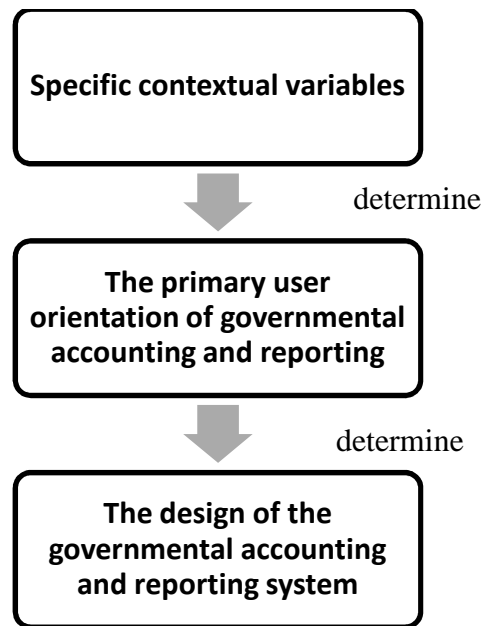 Specific contextual variables
determine
The primary user
orientation of governmental
accounting and reporting
determine
The design of the
governmental accounting
and reporting system